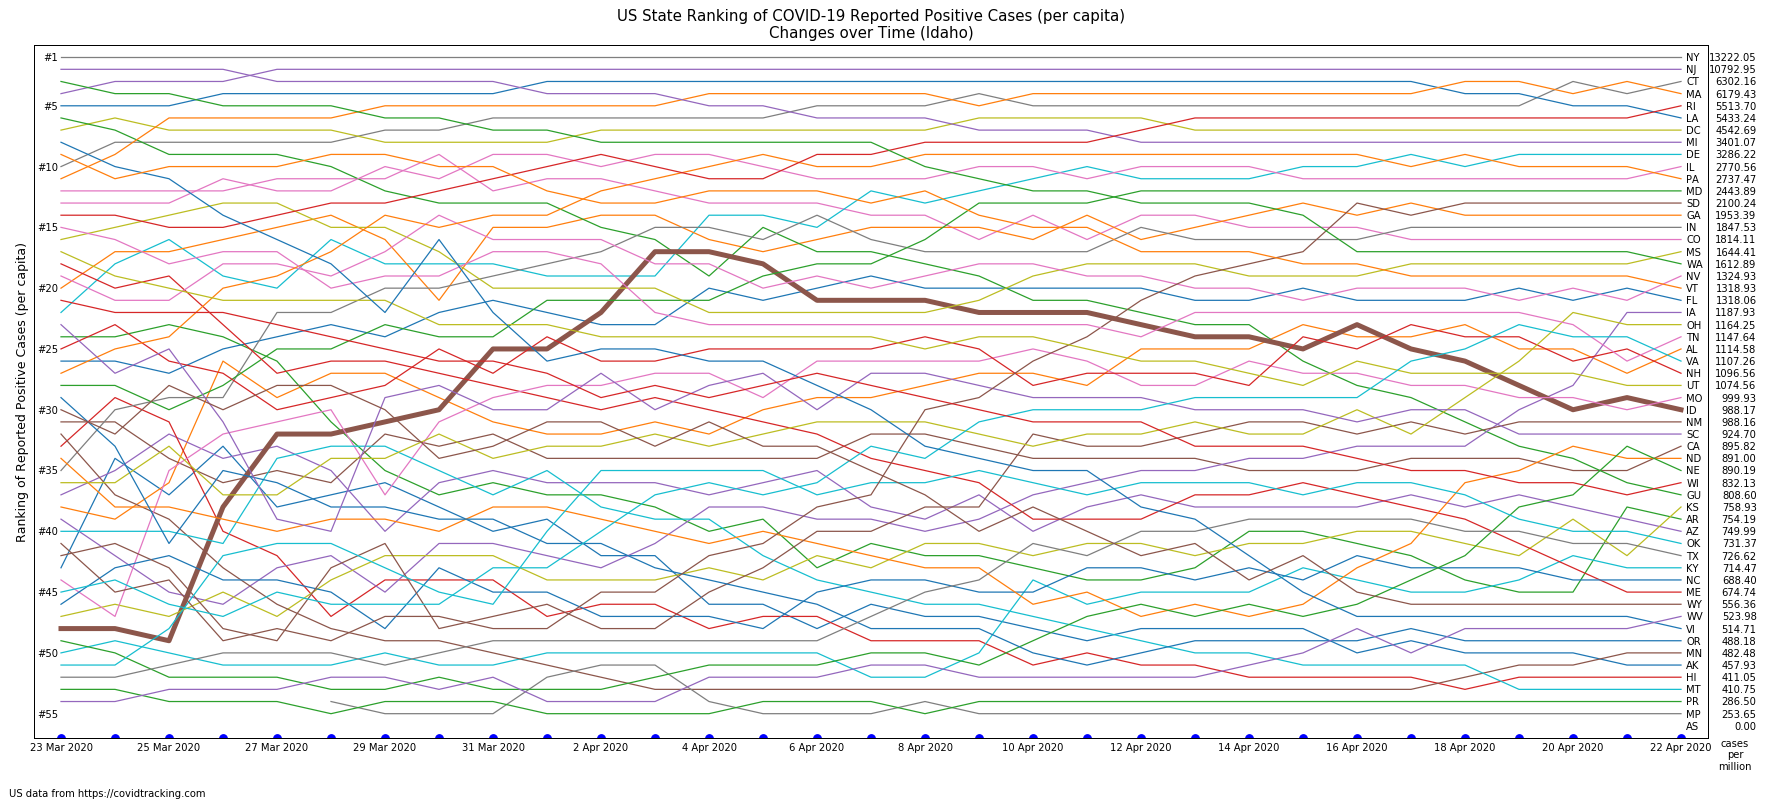 US State Ranking of COVID-19 Reported Positive Cases (per capita)
Changes over Time (Idaho)
Ranking of Reported Positive Cases (per capita)
#1
#5
#10
#15
#20
#25
#30
#35
#40
#45
#50
#55
NY 13222.05
NJ 10792.95
CT 6302.16
MA 6179.43
RI 5513.70
LA 5433.24
DC 4542.69
MI 3401.07
DE 3286.22
IL 2770.56
PA 2737.47
MD 2443.89
SD 2100.24
GA 1953.39
IN 1847.53
CO 1814.11
MS 1644.41
WA 1612.89
NV 1324.93
VT 1318.93
FL 1318.06
IA 1187.93
OH 1164.25
TN 1147.64
AL 1114.58
VA 1107.26
NH 1096.56
UT 1074.56
MO 999.93
ID 988.17
NM 988.16
SC 924.70
CA 895.82
ND 891.00
NE 890.19
WI 832.13
GU 808.60
KS 758.93
AR 754.19
AZ 749.99
OK 731.37
TX 726.62
KY 714.47
NC 688.40
ME 674.74
WY 556.36
WV 523.98
VI 514.71
OR 488.18
MN 482.48
AK 457.93
HI 411.05
MT 410.75
PR 286.50
MP 253.65
AS 0.00
23 Mar 2020 25 Mar 2020 27 Mar 2020 29 Mar 2020 31 Mar 2020 2 Apr 2020 4 Apr 2020 6 Apr 2020 8 Apr 2020 10 Apr 2020 12 Apr 2020 14 Apr 2020 16 Apr 2020 18 Apr 2020 20 Apr 2020 22 Apr 2020
cases
per
million
US data from https://covidtracking.com